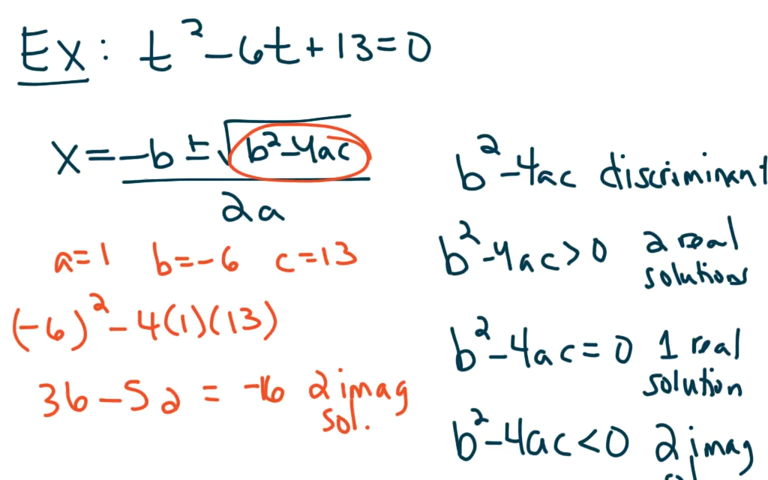 Ex: t² - 6t + 13 = 0
x = -b ± √b² - 4ac
2a
a = 1 b = -6 c = 13
(-6)² - 4(1)(13)
36 - 52 = -16 2 imag
sol.
b² - 4ac discriminant
b² - 4ac > 0 2 real
solutions
b² - 4ac = 0 1 real
solution
b² - 4ac < 0 2 imag